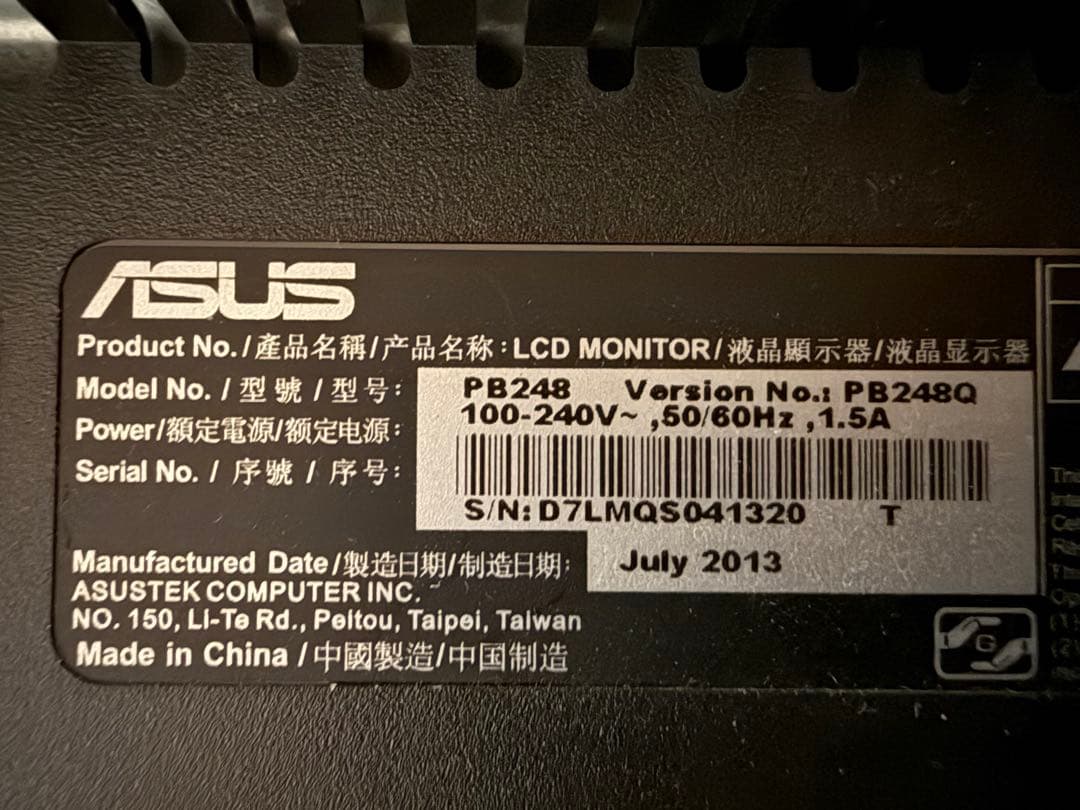 ASUS
Product No./產品名稱/产品名称:LCD MONITOR/液晶顯示器/液晶显示器
Model No. / 型號 / 型号: PB248 Version No.: PB248Q
Power/額定電源/额定电源: 100-240V~ ,50/60Hz ,1.5A
Serial No. / 序號 / 序号:
S/N: D7LMQS041320 T
Manufactured Date/製造日期/制造日期: July 2013
ASUSTEK COMPUTER INC.
NO. 150, Li-Te Rd., Peitou, Taipei, Taiwan
Made in China /中國製造/中国制造
G